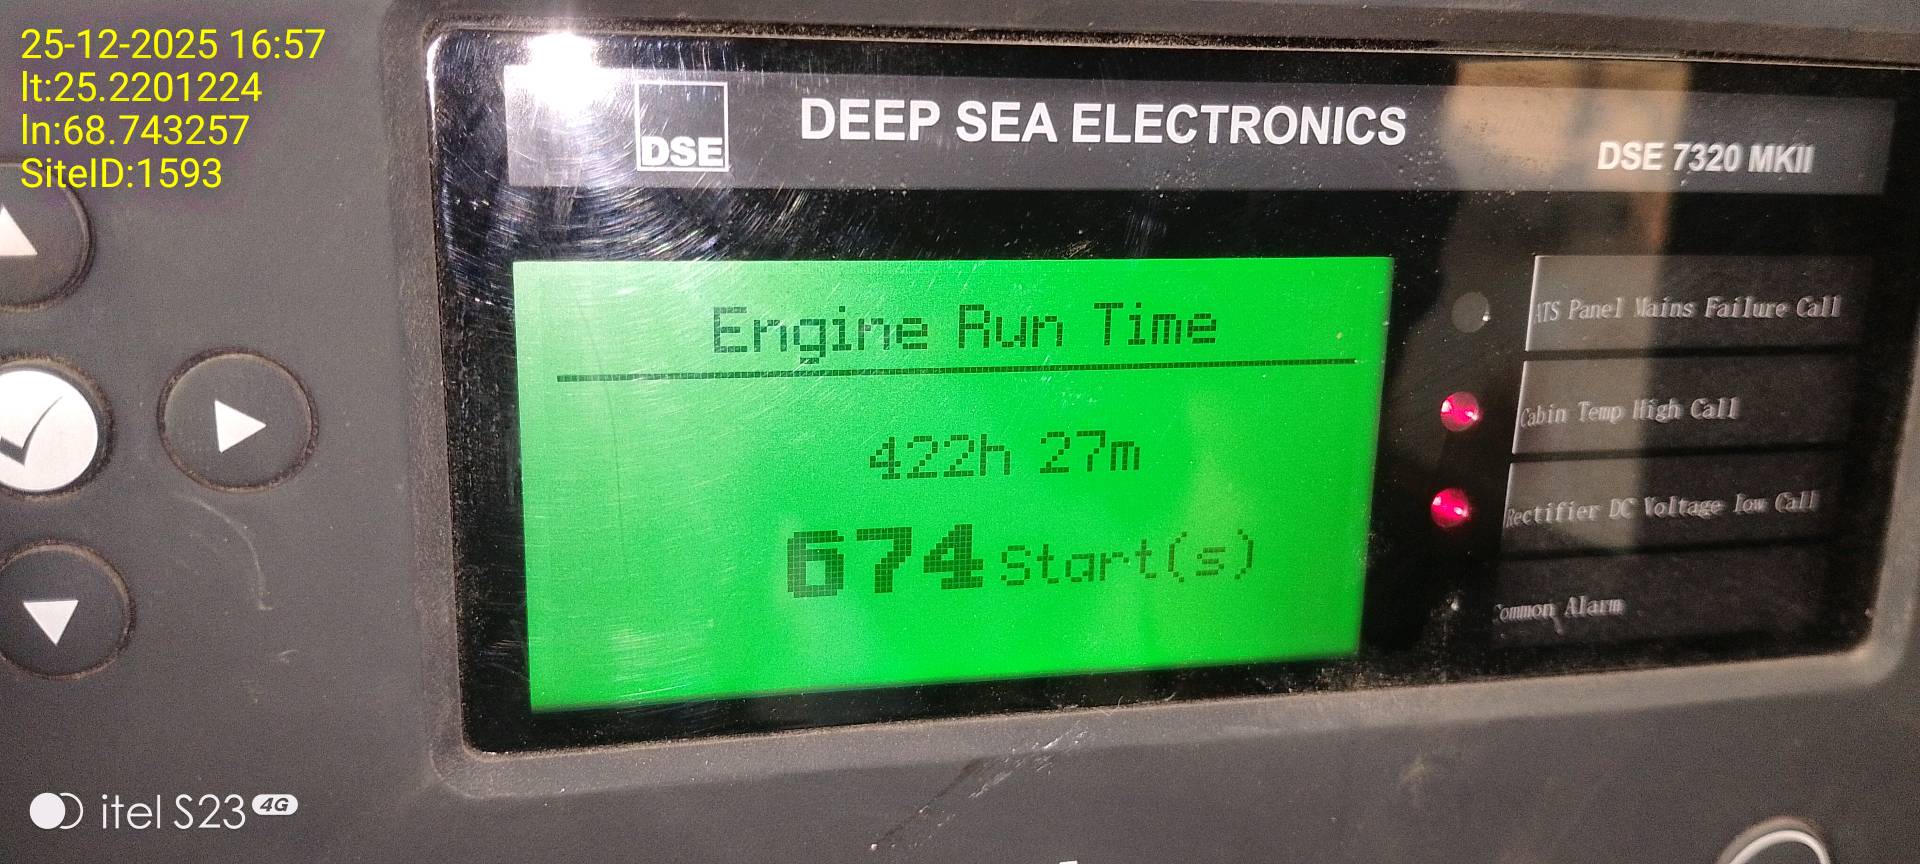 25-12-2025 16:57
lt:25.2201224
ln:68.743257
SiteID:1593
DSE
DEEP SEA ELECTRONICS
DSE 7320 MKII
Engine Run Time
422h 27m
674 Start(s)
ATS Panel Mains Failure Call
Cabin Temp High Call
Rectifier DC Voltage low Call
Common Alarm
itel S23 4G